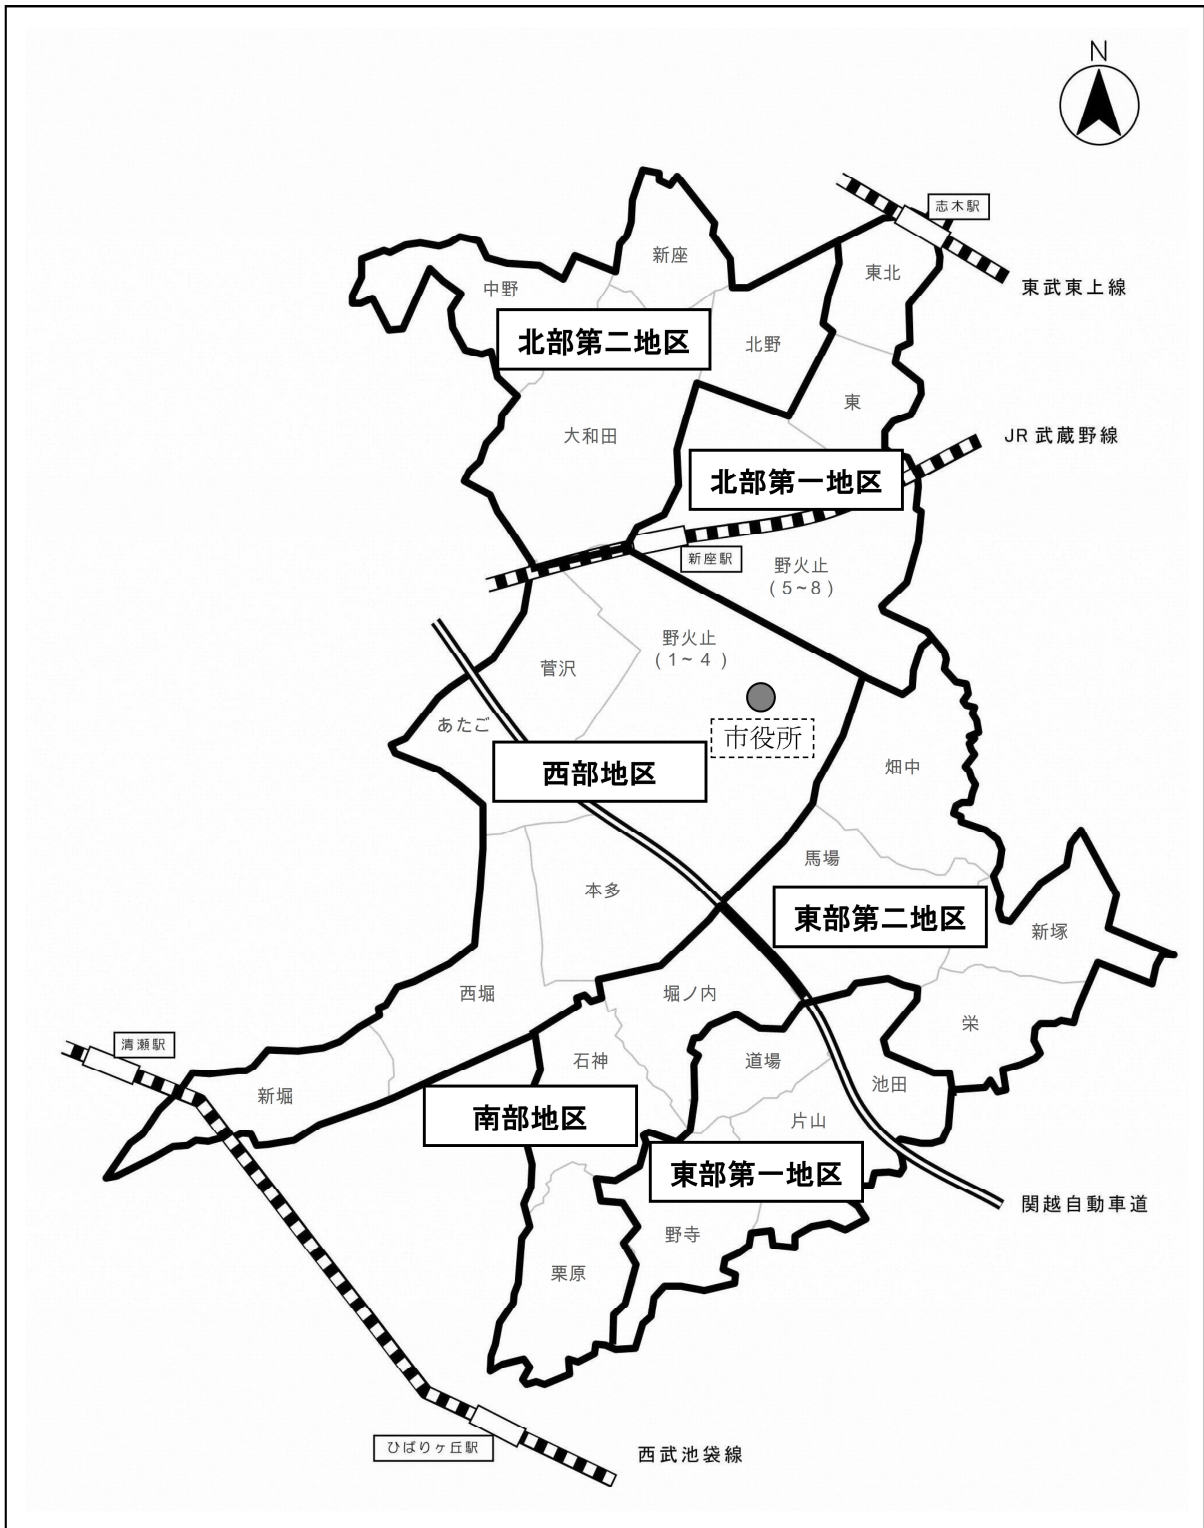 N
志木駅
新座
東北
東武東上線
中野
北部第二地区
北野
東
大和田
JR 武蔵野線
北部第一地区
新座駅
野火止
(5~8)
野火止
(1~4)
菅沢
あたご
市役所
西部地区
畑中
馬場
本多
東部第二地区
新塚
西堀
堀ノ内
栄
清瀬駅
石神
道場
池田
新堀
南部地区
片山
東部第一地区
関越自動車道
野寺
栗原
ひばりヶ丘駅
西武池袋線